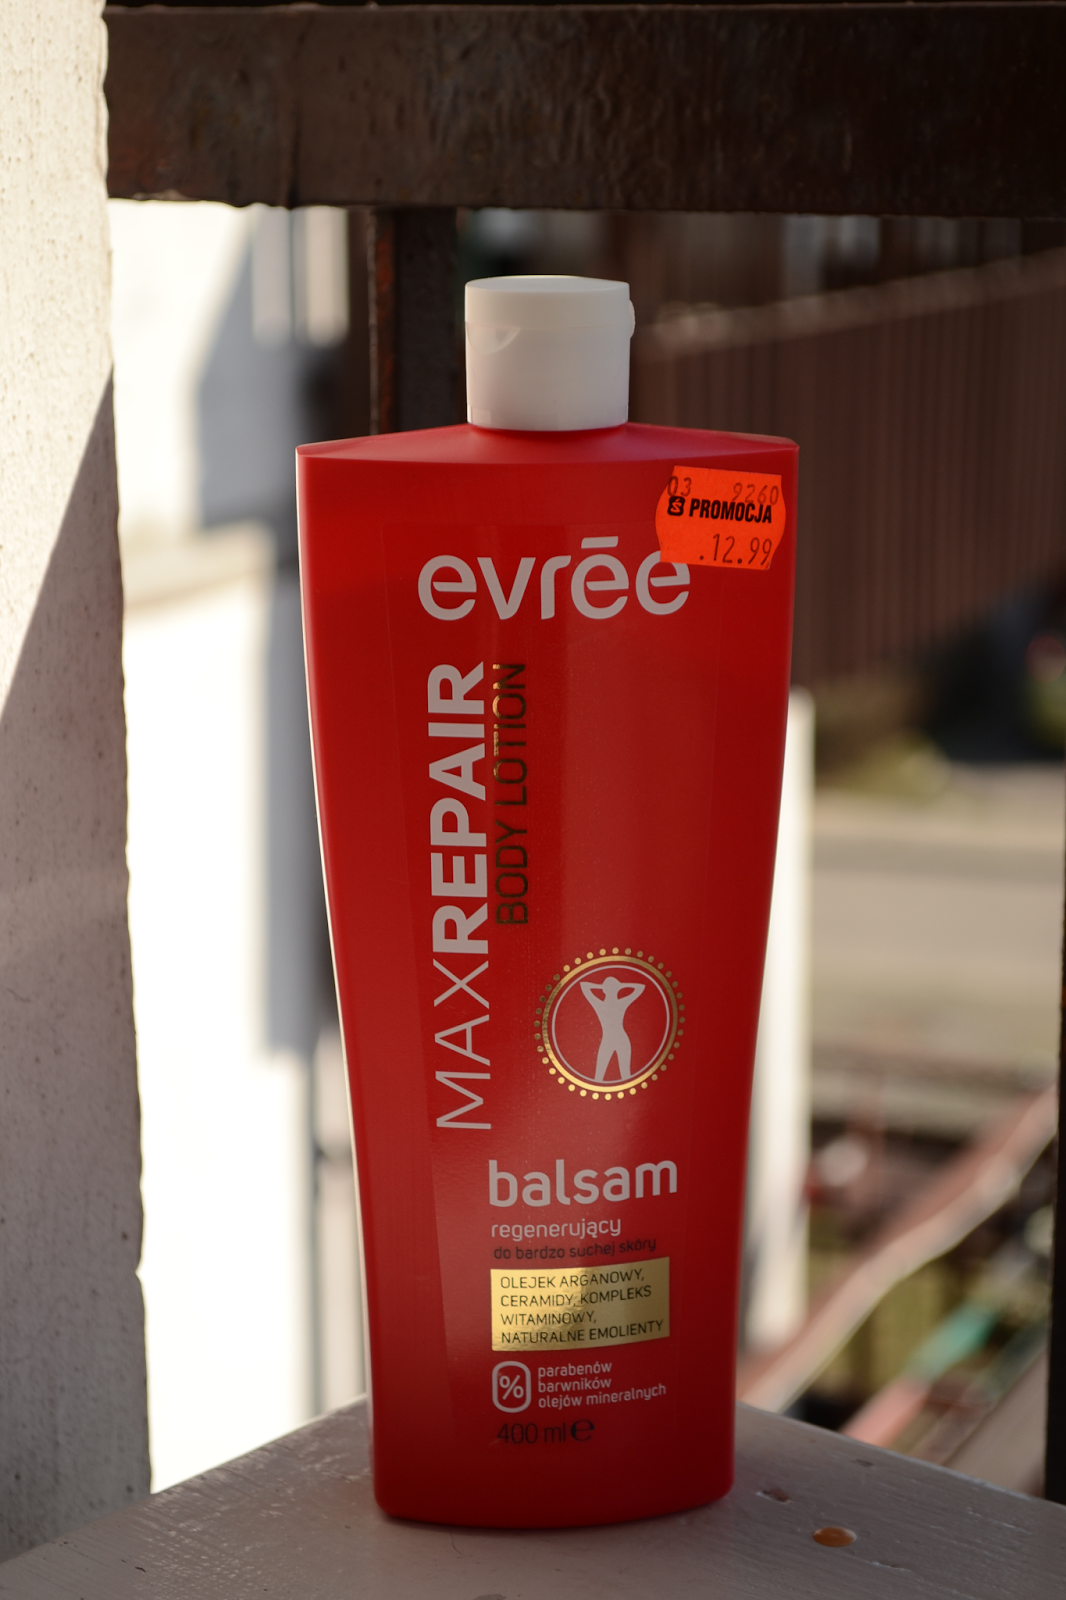 03 9260
PROMOCJA
.12.99
evrēe
MAXREPAIR
BODY LOTION
balsam
regenerujący
do bardzo suchej skóry
OLEJEK ARGANOWY,
CERAMIDY, KOMPLEKS
WITAMINOWY,
NATURALNE EMOLIENTY
%
parabenów
barwników
olejów mineralnych
400 ml ℮